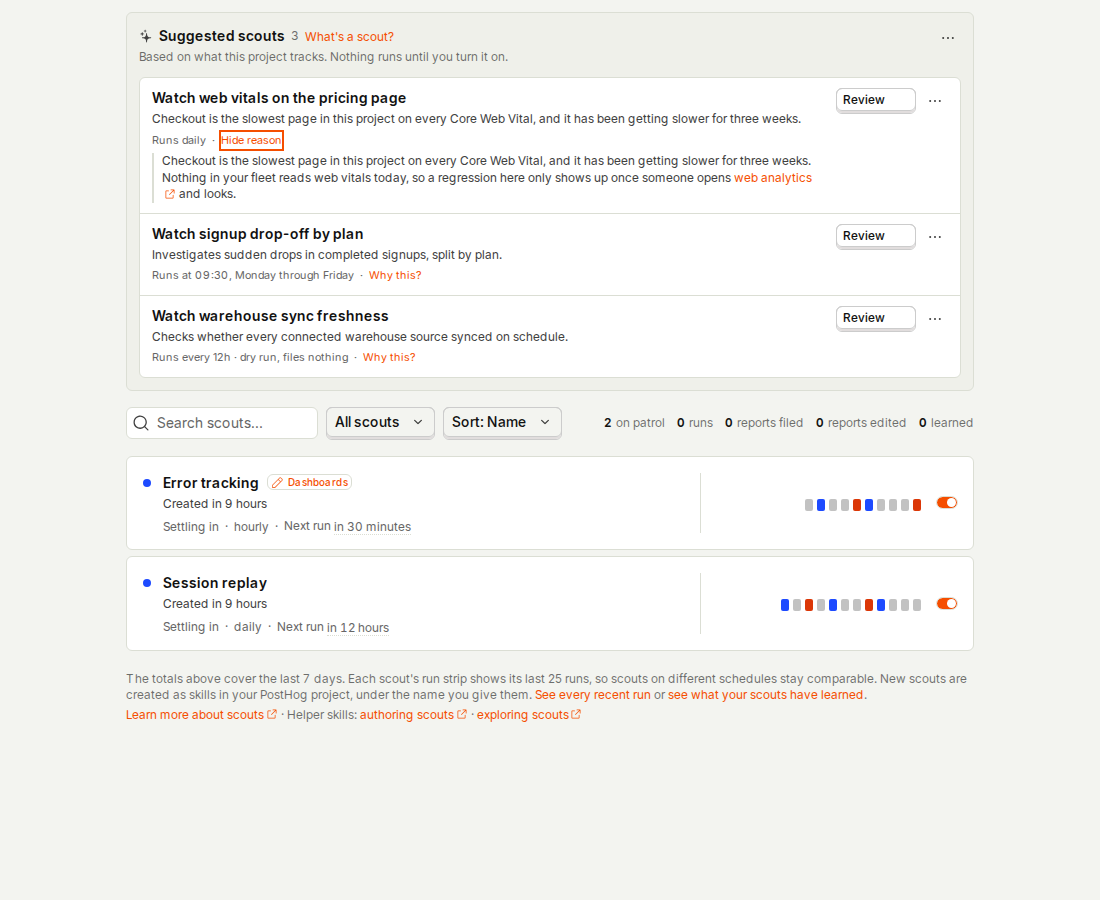 Suggested scouts 3 What's a scout?
Based on what this project tracks. Nothing runs until you turn it on.
Watch web vitals on the pricing page
Review
Checkout is the slowest page in this project on every Core Web Vital, and it has been getting slower for three weeks.
Runs daily · Hide reason
Checkout is the slowest page in this project on every Core Web Vital, and it has been getting slower for three weeks.
Nothing in your fleet reads web vitals today, so a regression here only shows up once someone opens web analytics
and looks.
Watch signup drop-off by plan
Review
Investigates sudden drops in completed signups, split by plan.
Runs at 09:30, Monday through Friday · Why this?
Watch warehouse sync freshness
Review
Checks whether every connected warehouse source synced on schedule.
Runs every 12h · dry run, files nothing · Why this?
Search scouts...
All scouts
Sort: Name
2 on patrol 0 runs 0 reports filed 0 reports edited 0 learned
Error tracking Dashboards
Created in 9 hours
Settling in · hourly · Next run in 30 minutes
Session replay
Created in 9 hours
Settling in · daily · Next run in 12 hours
The totals above cover the last 7 days. Each scout's run strip shows its last 25 runs, so scouts on different schedules stay comparable. New scouts are
created as skills in your PostHog project, under the name you give them. See every recent run or see what your scouts have learned.
Learn more about scouts · Helper skills: authoring scouts · exploring scouts